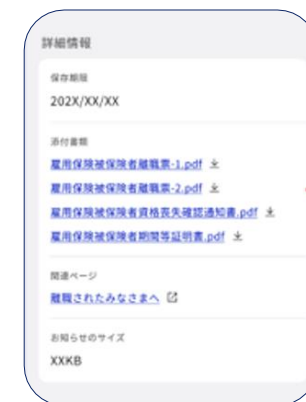 詳細情報
保存期限
202X/XX/XX
添付書類
雇用保険被保険者離職票-1.pdf
雇用保険被保険者離職票-2.pdf
雇用保険被保険者資格喪失確認通知書.pdf
雇用保険被保険者期間等証明書.pdf
関連ページ
離職されたみなさまへ
お知らせのサイズ
XXKB